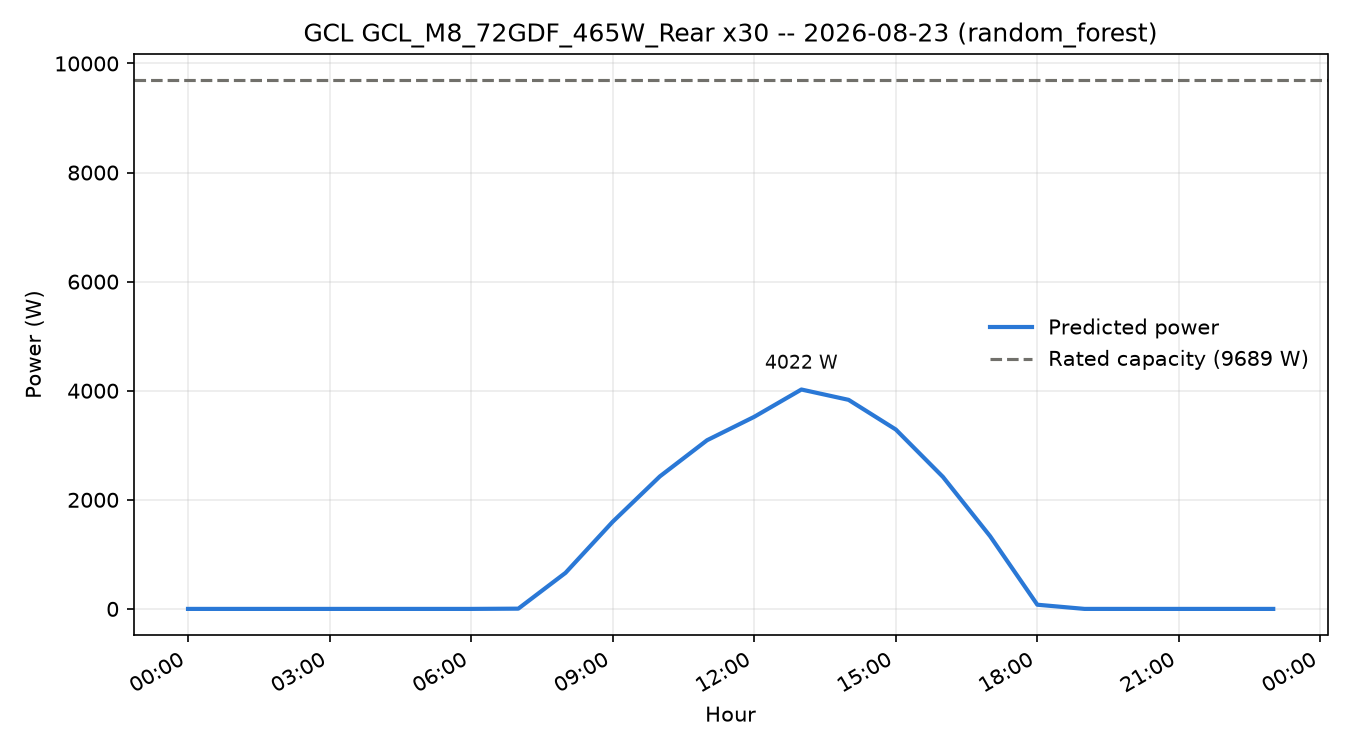 GCL GCL_M8_72GDF_465W_Rear x30 -- 2026-08-23 (random_forest)
10000
8000
6000
4000
2000
0
Power (W)
4022 W
Predicted power
Rated capacity (9689 W)
00:00
03:00
06:00
09:00
12:00
15:00
18:00
21:00
00:00
Hour